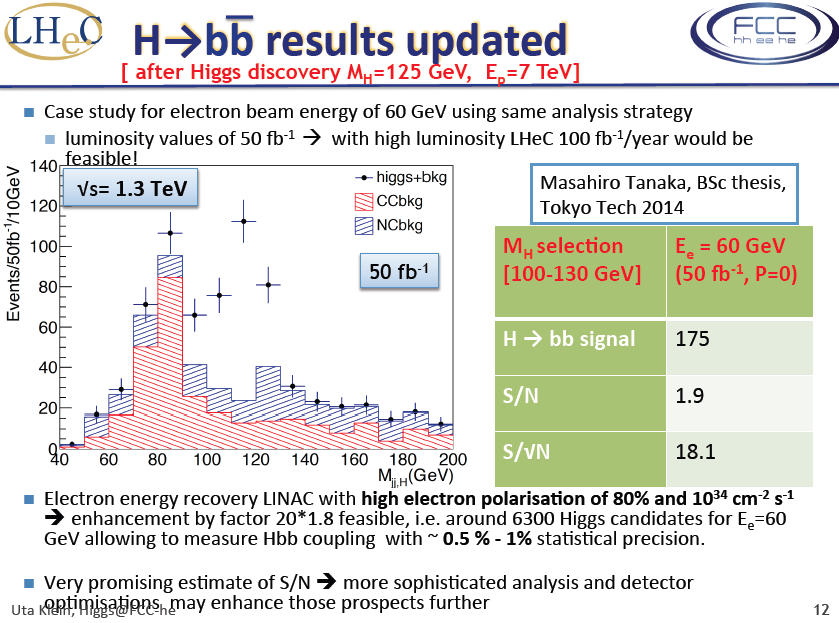 LHeC
H→bb̅ results updated
FCC
hh ee he
[ after Higgs discovery M_H=125 GeV, E_p=7 TeV]
Case study for electron beam energy of 60 GeV using same analysis strategy
luminosity values of 50 fb⁻¹ → with high luminosity LHeC 100 fb⁻¹/year would be
feasible!
Events/50fb⁻¹/10GeV
140
120
100
80
60
40
20
0
√s= 1.3 TeV
higgs+bkg
CCbkg
NCbkg
50 fb⁻¹
40 60 80 100 120 140 160 180 200
M_jj,H(GeV)
Masahiro Tanaka, BSc thesis,
Tokyo Tech 2014
M_H selection
[100-130 GeV]
E_e = 60 GeV
(50 fb⁻¹, P=0)
H → bb signal 175
S/N 1.9
S/√N 18.1
Electron energy recovery LINAC with high electron polarisation of 80% and 10³⁴ cm⁻² s⁻¹
→ enhancement by factor 20*1.8 feasible, i.e. around 6300 Higgs candidates for E_e=60
GeV allowing to measure Hbb coupling with ~ 0.5 % - 1% statistical precision.
Very promising estimate of S/N → more sophisticated analysis and detector
optimisations may enhance those prospects further
Uta Klein, Higgs@FCC-he
12